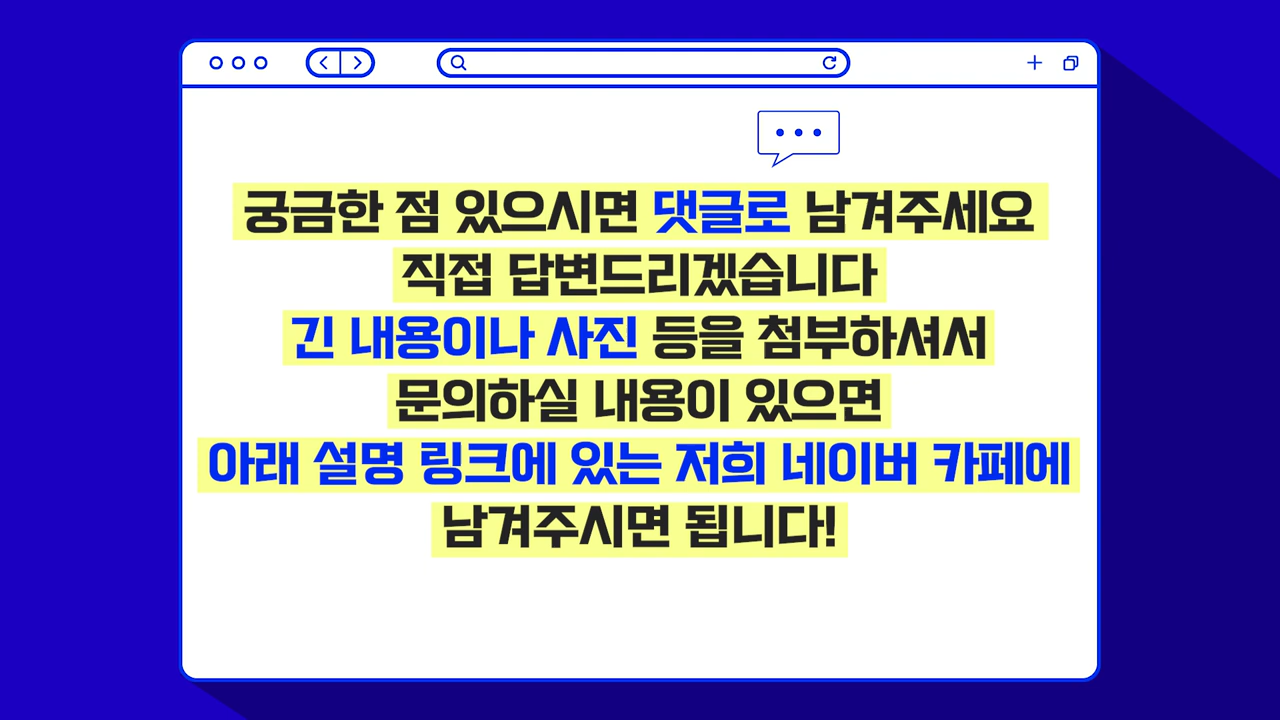 궁금한 점 있으시면 댓글로 남겨주세요
직접 답변드리겠습니다
긴 내용이나 사진 등을 첨부하셔서
문의하실 내용이 있으면
아래 설명 링크에 있는 저희 네이버 카페에
남겨주시면 됩니다!